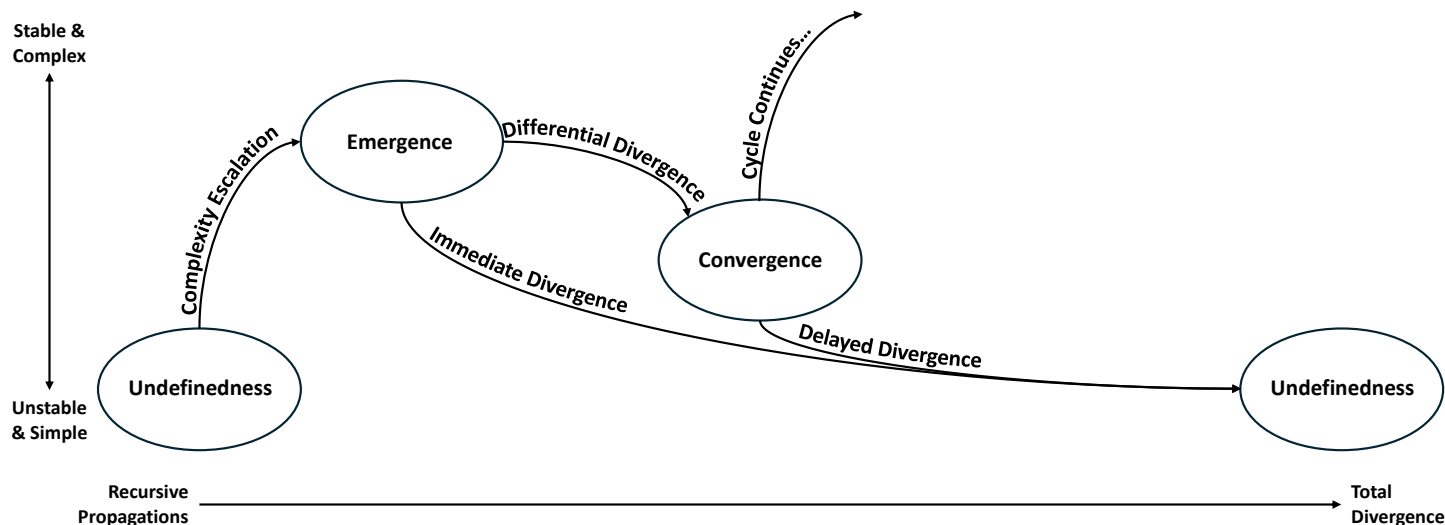 Stable &
Complex
Cycle Continues...
Complexity Escalation
Emergence
Differential Divergence
Immediate Divergence
Convergence
Delayed Divergence
Undefinedness
Undefinedness
Unstable
& Simple
Recursive
Propagations
Total
Divergence